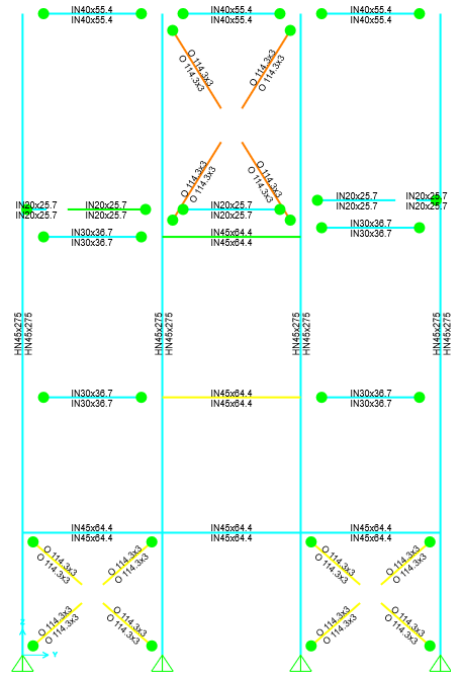 IN40x55.4 IN40x55.4 IN40x55.4
IN40x55.4 IN40x55.4 IN40x55.4
O 114.3x3 O 114.3x3
O 114.3x3 O 114.3x3
O 114.3x3 O 114.3x3
O 114.3x3 O 114.3x3
IN20x25.7 IN20x25.7
IN20x25.7 IN20x25.7
IN20x25.7 IN20x25.7 IN20x25.7
IN20x25.7 IN20x25.7 IN20x25.7
IN30x36.7
IN30x36.7
IN45x64.4 IN30x36.7
IN45x64.4 IN30x36.7
HN45x275 HN45x275 HN45x275 HN45x275
HN45x275 HN45x275 HN45x275 HN45x275
IN30x36.7 IN45x64.4 IN30x36.7
IN30x36.7 IN45x64.4 IN30x36.7
IN45x64.4 IN45x64.4 IN45x64.4
IN45x64.4 IN45x64.4 IN45x64.4
O 114.3x3 O 114.3x3 O 114.3x3 O 114.3x3
O 114.3x3 O 114.3x3 O 114.3x3 O 114.3x3
O 114.3x3 O 114.3x3 O 114.3x3 O 114.3x3
O 114.3x3 O 114.3x3 O 114.3x3 O 114.3x3
Z
Y